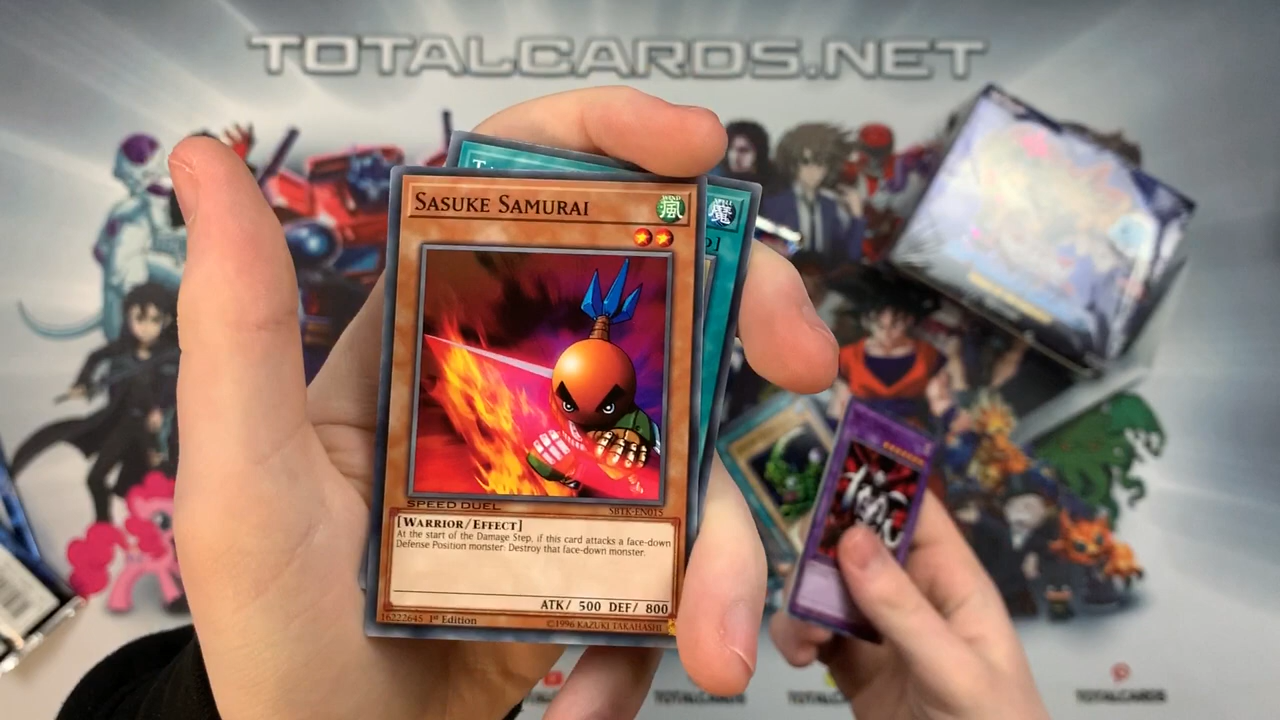 TOTALCARDS.NET
SASUKE SAMURAI
WIND
風
SPELL
魔
SPEED DUEL
SBTK-EN015
[WARRIOR/EFFECT]
At the start of the Damage Step, if this card attacks a face-down
Defense Position monster: Destroy that face-down monster.
ATK/ 500 DEF/ 800
16222645 1st Edition
©1996 KAZUKI TAKAHASHI
TOTALCARDS
TOTALCARDS